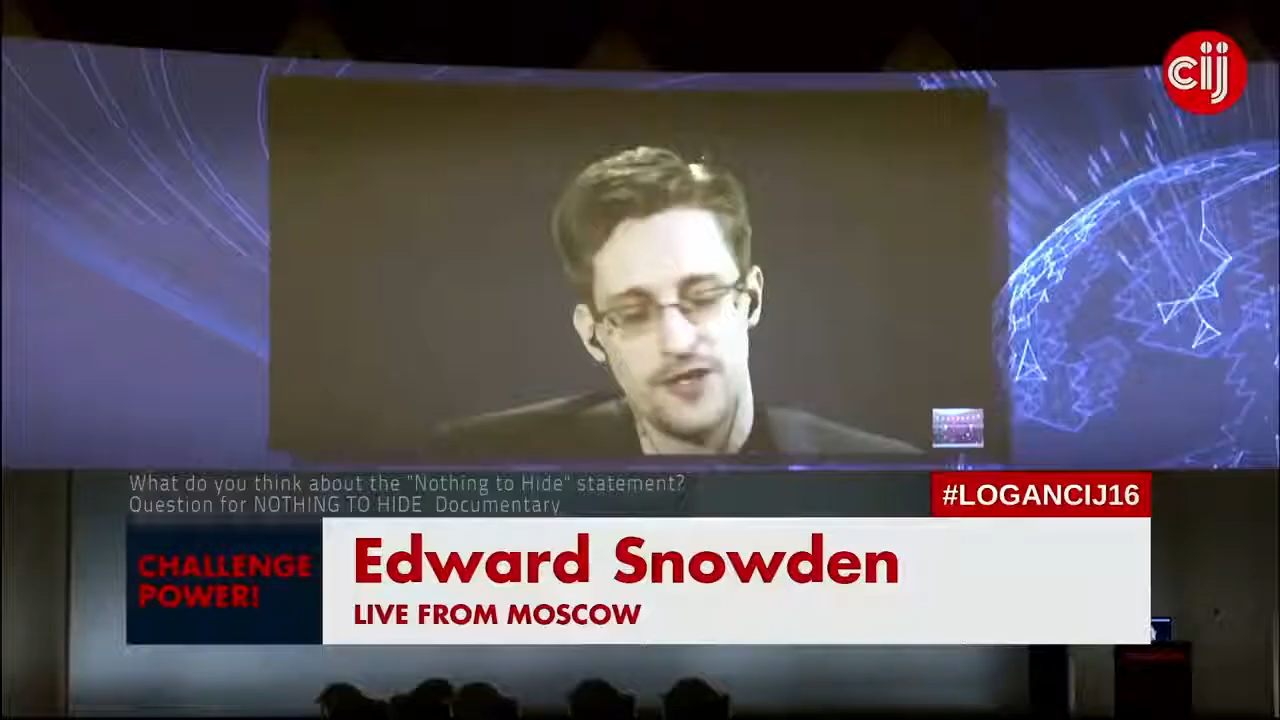 cij
What do you think about the "Nothing to Hide" statement?
Question for NOTHING TO HIDE Documentary
#LOGANCIJ16
CHALLENGE
POWER!
Edward Snowden
LIVE FROM MOSCOW